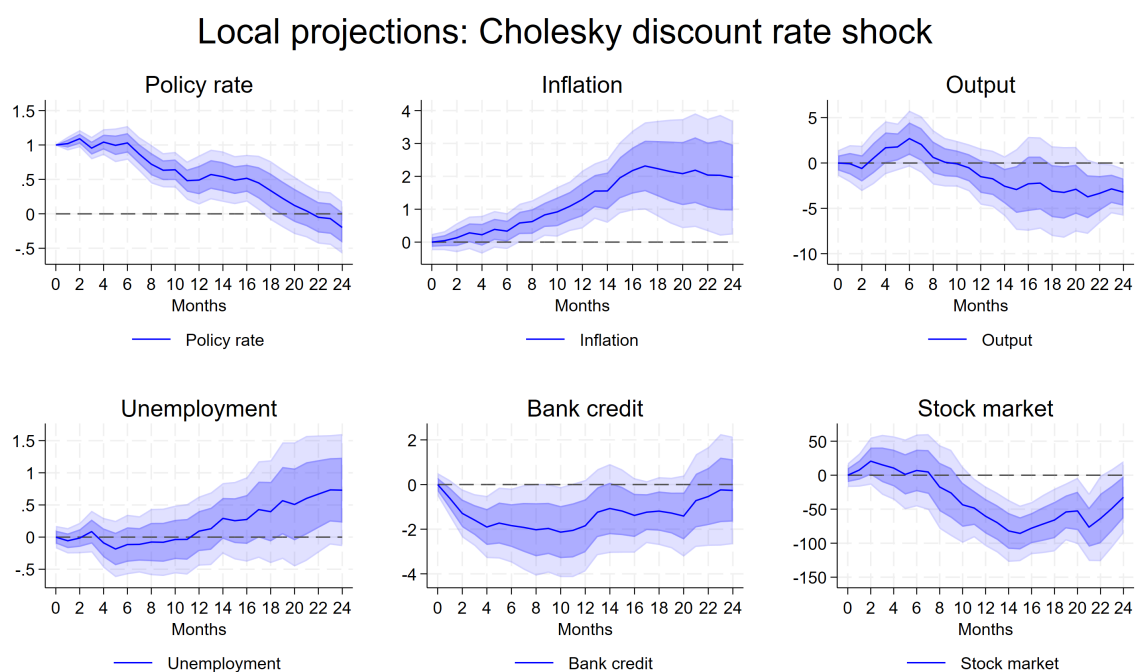 Local projections: Cholesky discount rate shock
Policy rate
1.5
1
.5
0
-.5
0 2 4 6 8 10 12 14 16 18 20 22 24
Months
Policy rate
Inflation
4
3
2
1
0
0 2 4 6 8 10 12 14 16 18 20 22 24
Months
Inflation
Output
5
0
-5
-10
0 2 4 6 8 10 12 14 16 18 20 22 24
Months
Output
Unemployment
1.5
1
.5
0
-.5
0 2 4 6 8 10 12 14 16 18 20 22 24
Months
Unemployment
Bank credit
2
0
-2
-4
0 2 4 6 8 10 12 14 16 18 20 22 24
Months
Bank credit
Stock market
50
0
-50
-100
-150
0 2 4 6 8 10 12 14 16 18 20 22 24
Months
Stock market